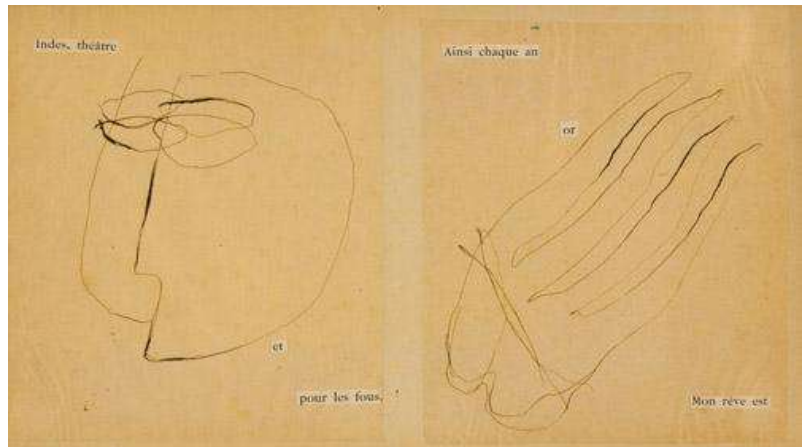 Indes, théâtre
et
pour les fous,
Ainsi chaque an
or
Mon rêve est